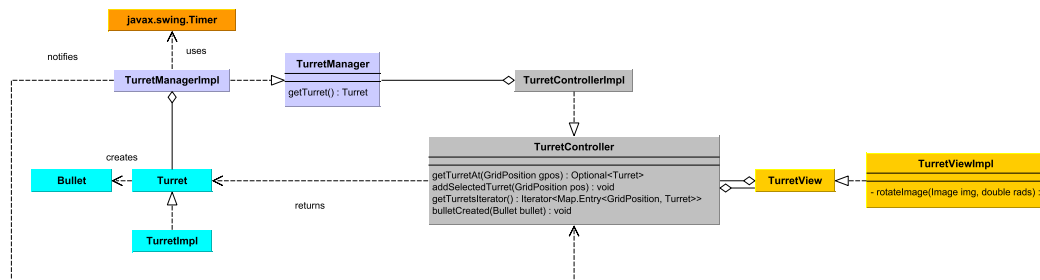 javax.swing.Timer
notifies
uses
TurretManagerImpl
TurretManager
getTurret() : Turret
TurretControllerImpl
TurretController
getTurretAt(GridPosition gpos) : Optional<Turret>
addSelectedTurret(GridPosition pos) : void
getTurretsIterator() : Iterator<Map.Entry<GridPosition, Turret>>
bulletCreated(Bullet bullet) : void
creates
Bullet
Turret
returns
TurretImpl
TurretView
TurretViewImpl
- rotateImage(Image img, double rads) :